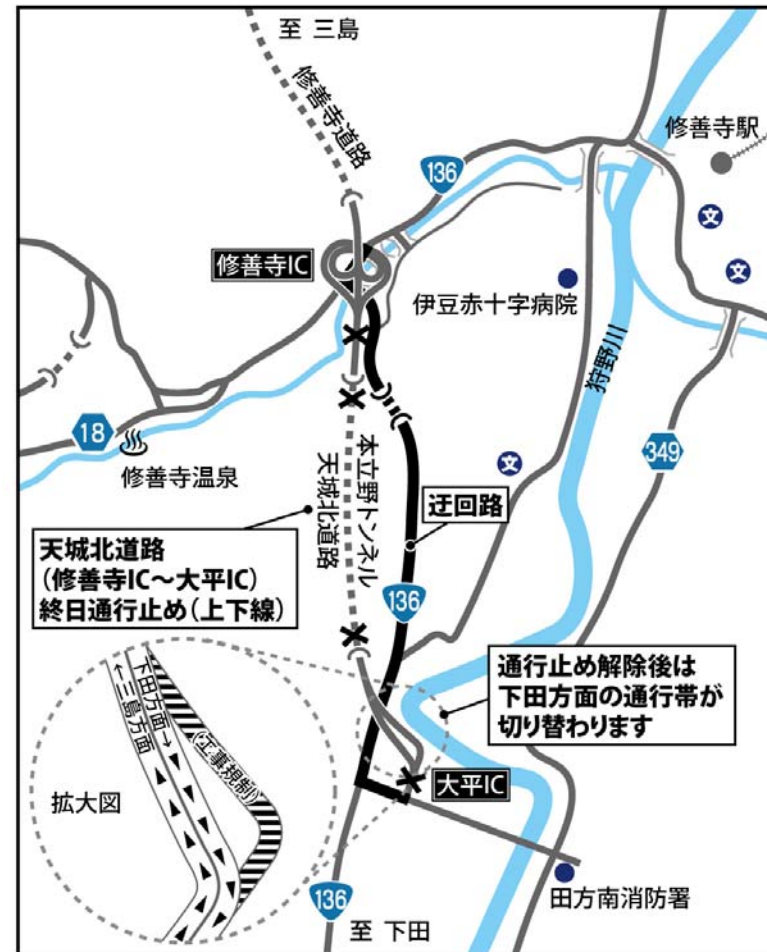 至 三島
修善寺道路
136
修善寺駅
文
文
修善寺IC
伊豆赤十字病院
狩野川
18
修善寺温泉
349
文
本立野トンネル
天城北道路
迂回路
天城北道路
(修善寺IC〜大平IC)
終日通行止め(上下線)
136
通行止め解除後は
下田方面の通行帯が
切り替わります
下田方面→
←三島方面
(工事規制)
拡大図
大平IC
136
至 下田
田方南消防署